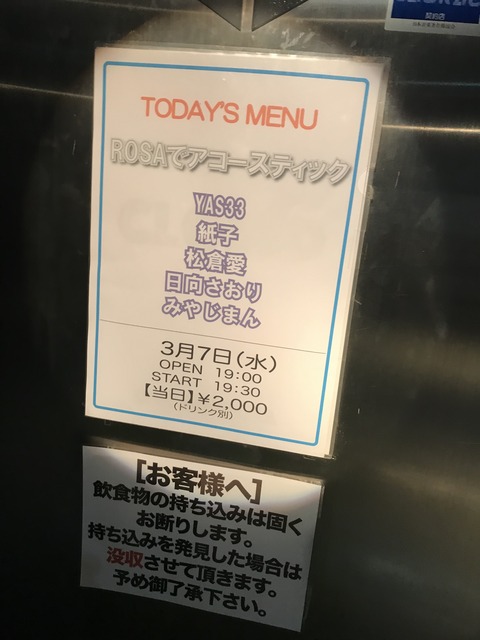 契約店
TODAY'S MENU
ROSAでアコースティック
YAS33
紙子
松倉愛
日向さおり
みやじまん
3月7日(水)
OPEN 19:00
START 19:30
【当日】¥2,000
(ドリンク別)
[お客様へ]
飲食物の持ち込みは固く
お断りします。
持ち込みを発見した場合は
没収させて頂きます。
予め御了承下さい。